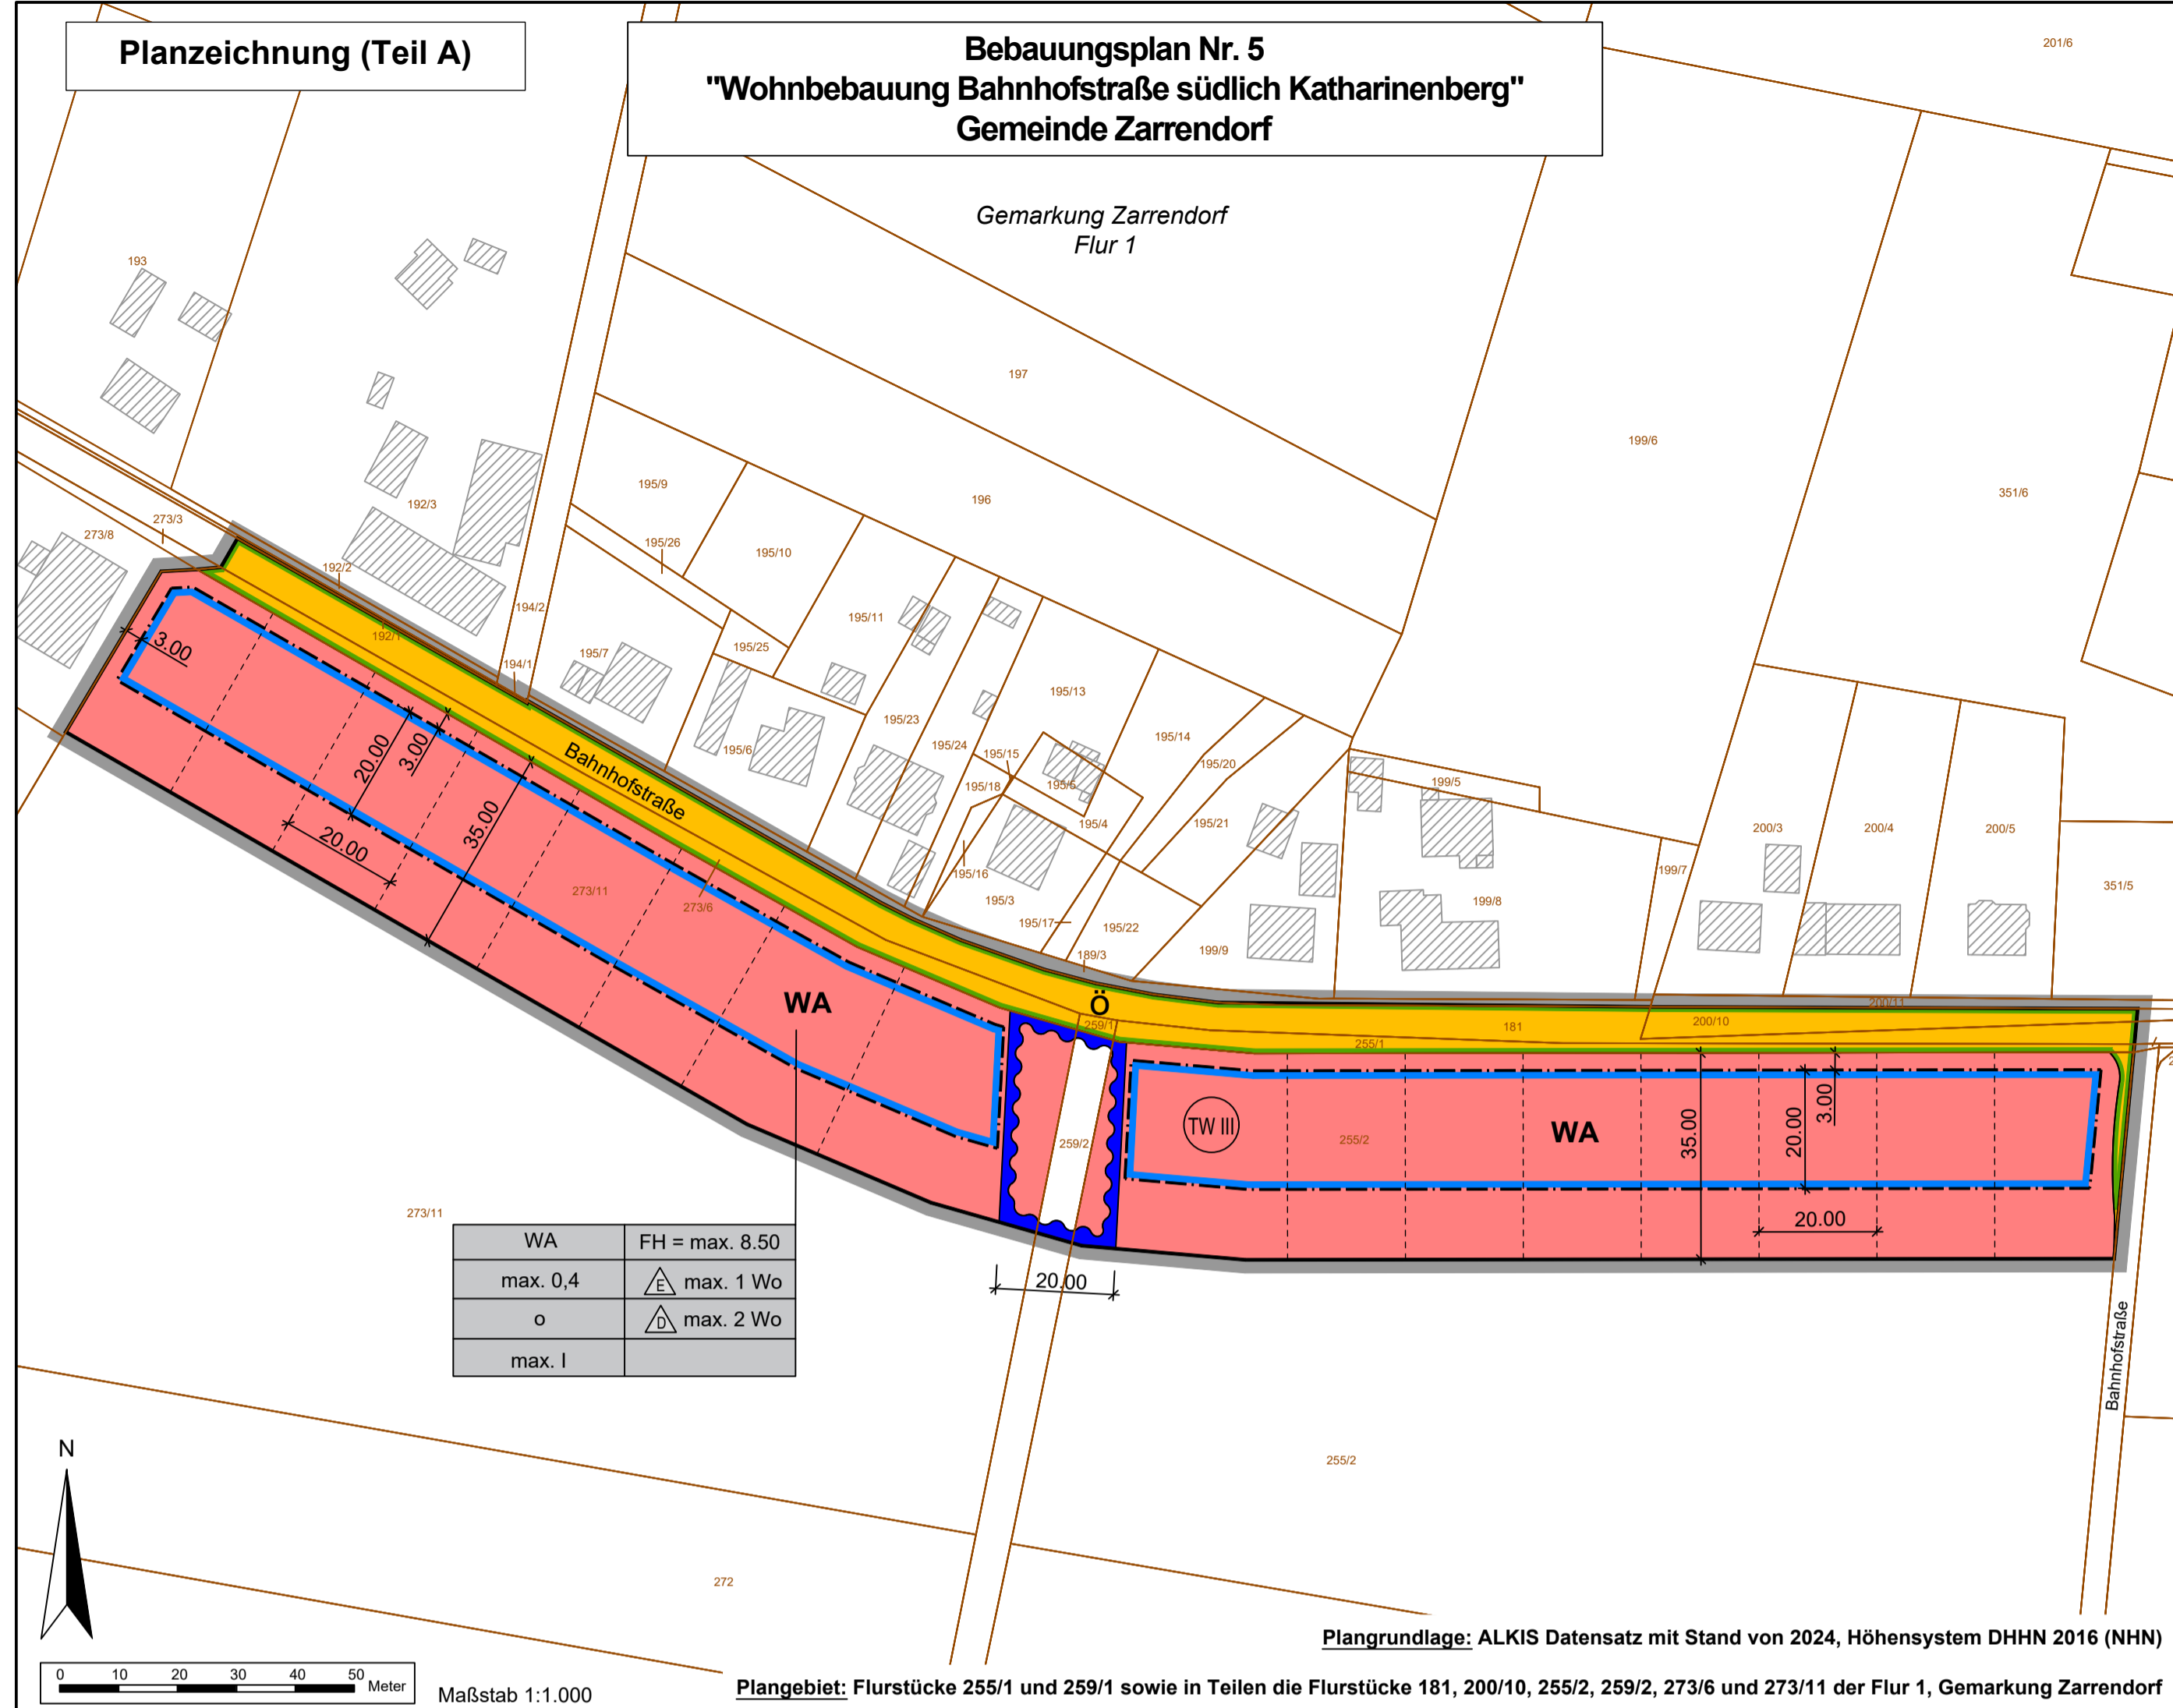 Planzeichnung (Teil A)
Bebauungsplan Nr. 5
"Wohnbebauung Bahnhofstraße südlich Katharinenberg"
Gemeinde Zarrendorf
Gemarkung Zarrendorf
Flur 1
201/6
193
197
199/6
351/6
196
195/9
192/3
273/3
273/8
195/26
195/10
192/2
194/2
195/11
192/1
195/25
195/7
194/1
195/13
195/23
195/14
195/6
195/24
195/15
195/20
195/18
195/5
199/5
195/4
195/21
200/3
200/4
200/5
195/16
199/7
351/5
195/3
199/8
195/17
195/22
199/9
189/3
3.00
20.00
3.00
35.00
20.00
Bahnhofstraße
273/11
273/6
WA
Ö
259/1
181
200/10
200/11
255/1
TW III
255/2
WA
35.00
20.00
3.00
20.00
259/2
273/11
WA
FH = max. 8.50
max. 0,4
E max. 1 Wo
o
D max. 2 Wo
max. I
20.00
Bahnhofstraße
255/2
N
272
Plangrundlage: ALKIS Datensatz mit Stand von 2024, Höhensystem DHHN 2016 (NHN)
0 10 20 30 40 50 Meter
Maßstab 1:1.000
Plangebiet: Flurstücke 255/1 und 259/1 sowie in Teilen die Flurstücke 181, 200/10, 255/2, 259/2, 273/6 und 273/11 der Flur 1, Gemarkung Zarrendorf